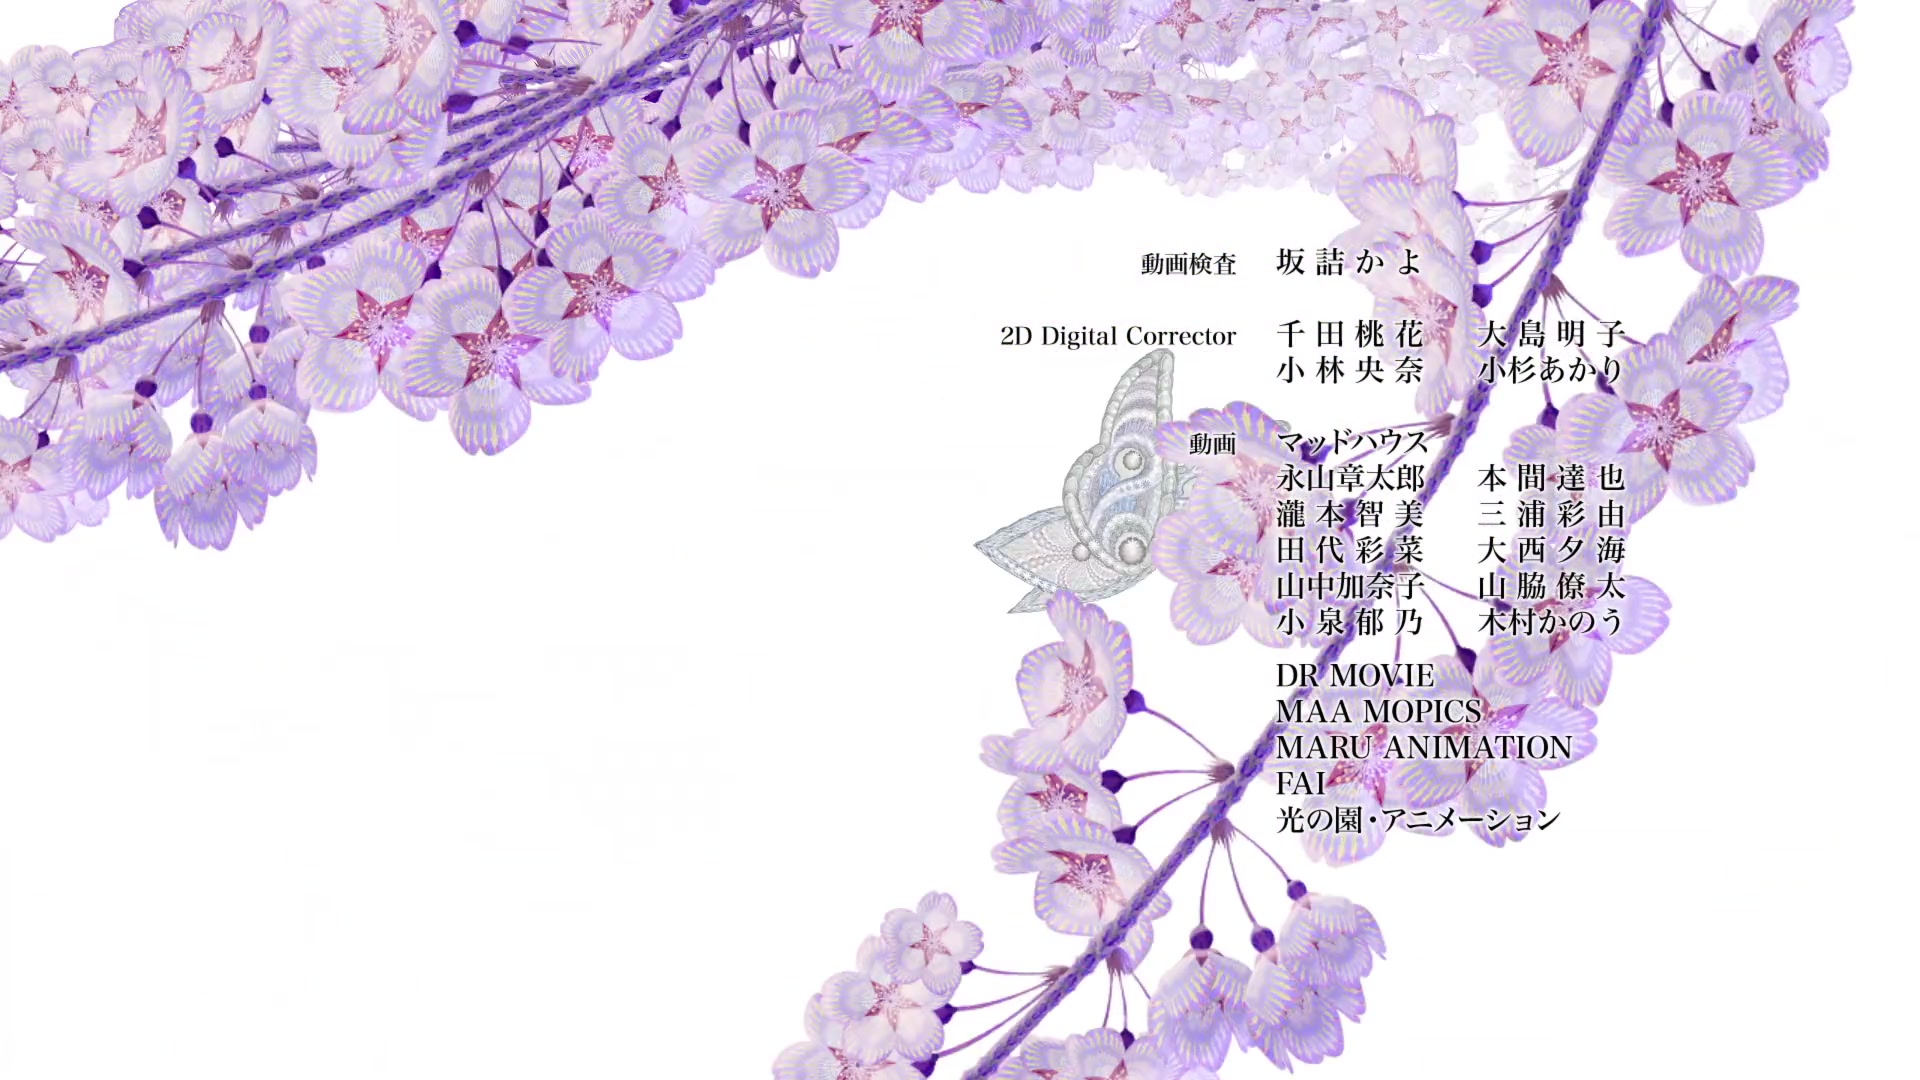 動画検査 坂詰かよ
2D Digital Corrector 千田桃花 大島明子
小林央奈 小杉あかり
動画 マッドハウス
永山章太郎 本間達也
瀧本智美 三浦彩由
田代彩菜 大西夕海
山中加奈子 山脇僚太
小泉郁乃 木村かのう
DR MOVIE
MAA MOPICS
MARU ANIMATION
FAI
光の園・アニメーション